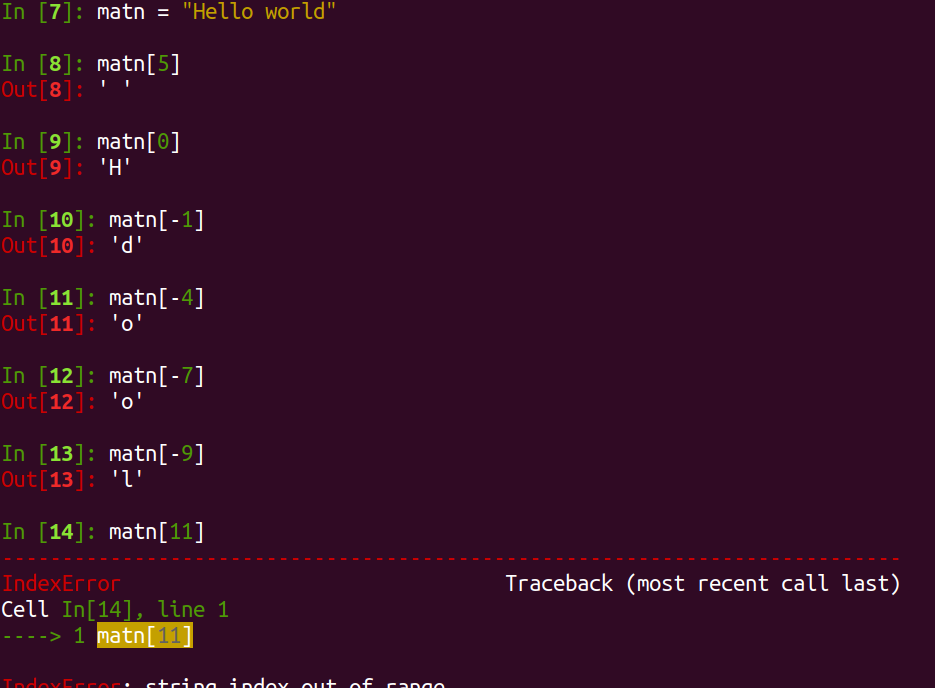 In [7]: matn = "Hello world"
In [8]: matn[5]
Out[8]: ' '
In [9]: matn[0]
Out[9]: 'H'
In [10]: matn[-1]
Out[10]: 'd'
In [11]: matn[-4]
Out[11]: 'o'
In [12]: matn[-7]
Out[12]: 'o'
In [13]: matn[-9]
Out[13]: 'l'
In [14]: matn[11]
---------------------------------------------------------------------------
IndexError                                Traceback (most recent call last)
Cell In[14], line 1
----> 1 matn[11]
IndexError: string index out of range